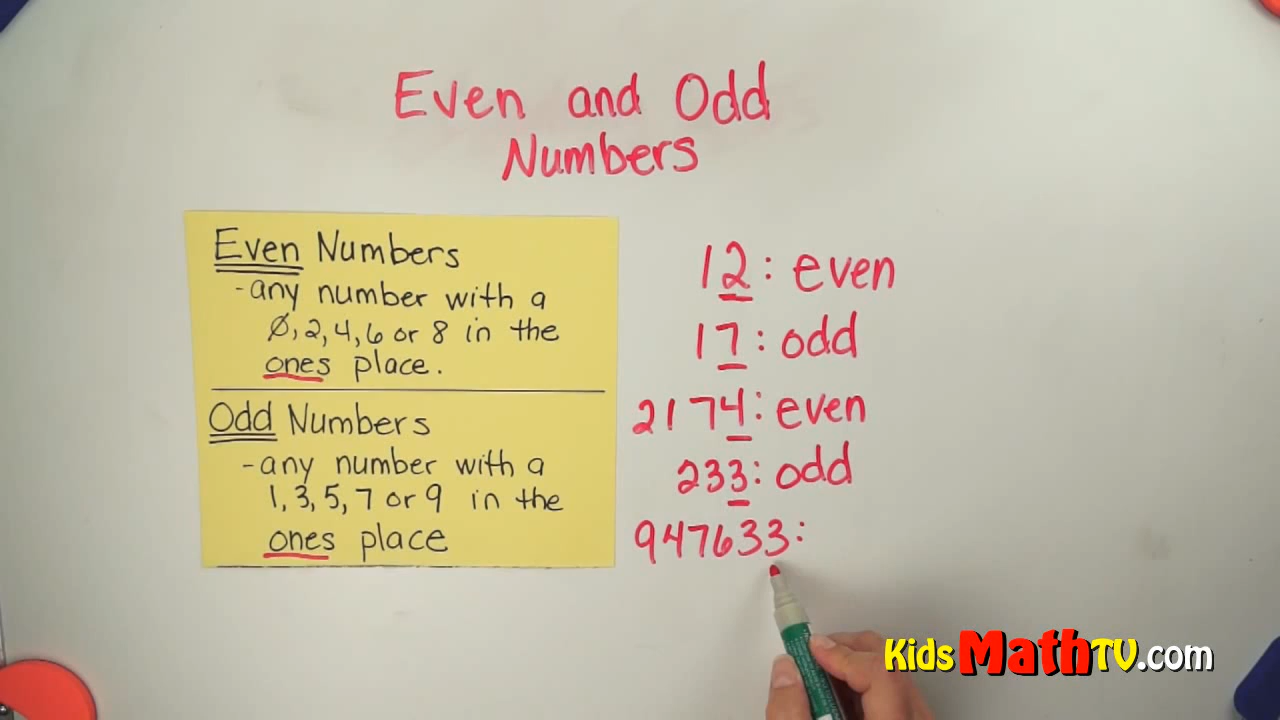 Even and Odd
Numbers
Even Numbers
- any number with a
0, 2, 4, 6 or 8 in the
ones place.
Odd Numbers
- any number with a
1, 3, 5, 7 or 9 in the
ones place
12: even
17: odd
2174: even
233: odd
947633:
KidsMathTV.com